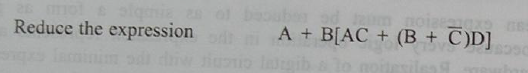 Reduce the expression A + B[AC + (B + C̅)D]